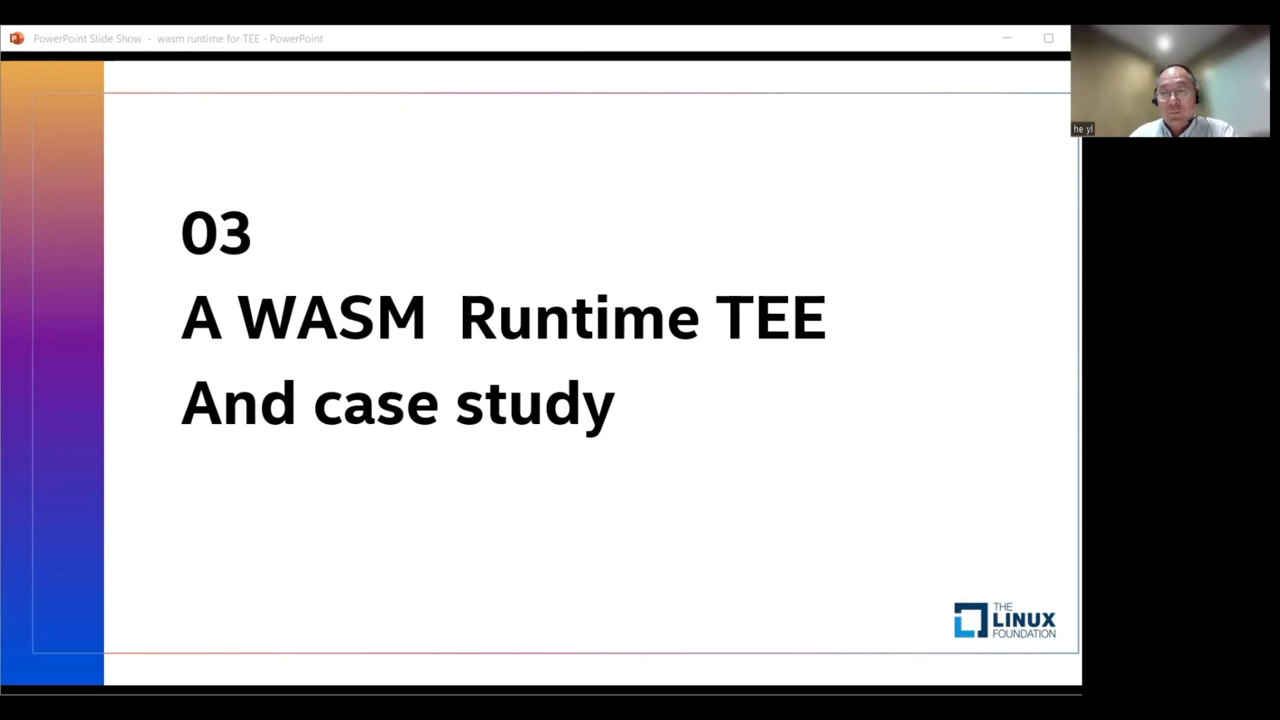 PowerPoint Slide Show - wasm runtime for TEE - PowerPoint
he yl
03
A WASM Runtime TEE
And case study
THE
LINUX
FOUNDATION